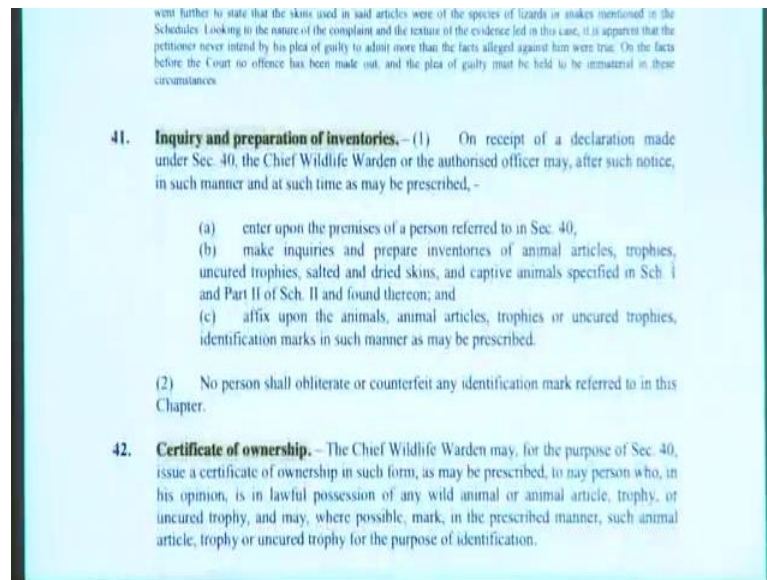 went further to state that the skins used in said articles were of the species of lizards or snakes mentioned in the
Schedules Looking to the nature of the complaint and the texture of the evidence led in this case, it is apparent that the
petitioner never intend by his plea of guilty to admit more than the facts alleged against him were true On the facts
before the Court no offence has been made out, and the plea of guilty must be held to be immaterial in these
circumstances
41. Inquiry and preparation of inventories. – (1) On receipt of a declaration made
under Sec. 40, the Chief Wildlife Warden or the authorised officer may, after such notice,
in such manner and at such time as may be prescribed, -
(a) enter upon the premises of a person referred to in Sec. 40,
(b) make inquiries and prepare inventories of animal articles, trophies,
uncured trophies, salted and dried skins, and captive animals specified in Sch I
and Part II of Sch. II and found thereon; and
(c) affix upon the animals, animal articles, trophies or uncured trophies,
identification marks in such manner as may be prescribed.
(2) No person shall obliterate or counterfeit any identification mark referred to in this
Chapter.
42. Certificate of ownership. – The Chief Wildlife Warden may, for the purpose of Sec. 40,
issue a certificate of ownership in such form, as may be prescribed, to nay person who, in
his opinion, is in lawful possession of any wild animal or animal article, trophy, or
uncured trophy, and may, where possible, mark, in the prescribed manner, such animal
article, trophy or uncured trophy for the purpose of identification.